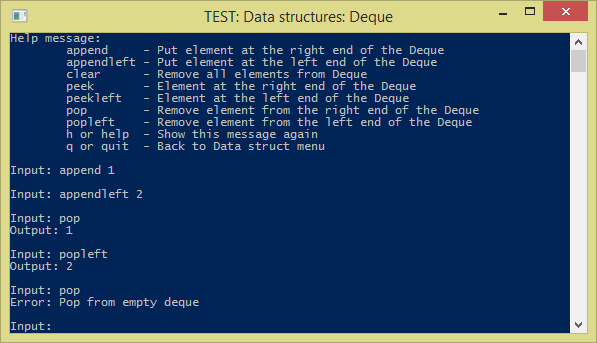 TEST: Data structures: Deque
Help message:
append - Put element at the right end of the Deque
appendleft - Put element at the left end of the Deque
clear - Remove all elements from Deque
peek - Element at the right end of the Deque
peekleft - Element at the left end of the Deque
pop - Remove element from the right end of the Deque
popleft - Remove element from the left end of the Deque
h or help - Show this message again
q or quit - Back to Data struct menu
Input: append 1
Input: appendleft 2
Input: pop
Output: 1
Input: popleft
Output: 2
Input: pop
Error: Pop from empty deque
Input: